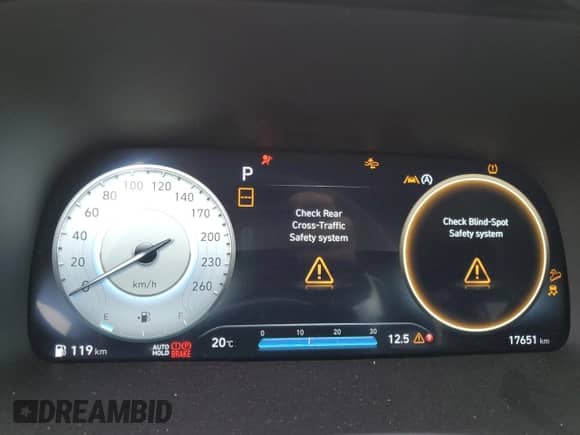 P
0
20
40
60
80
100
120
140
170
200
230
260
km/h
E
F
Check Rear
Cross-Traffic
Safety system
A
Check Blind-Spot
Safety system
119 km
AUTO
HOLD
P
BRAKE
20°C
0 10 20 30
12.5
17651 km
DREAMBID